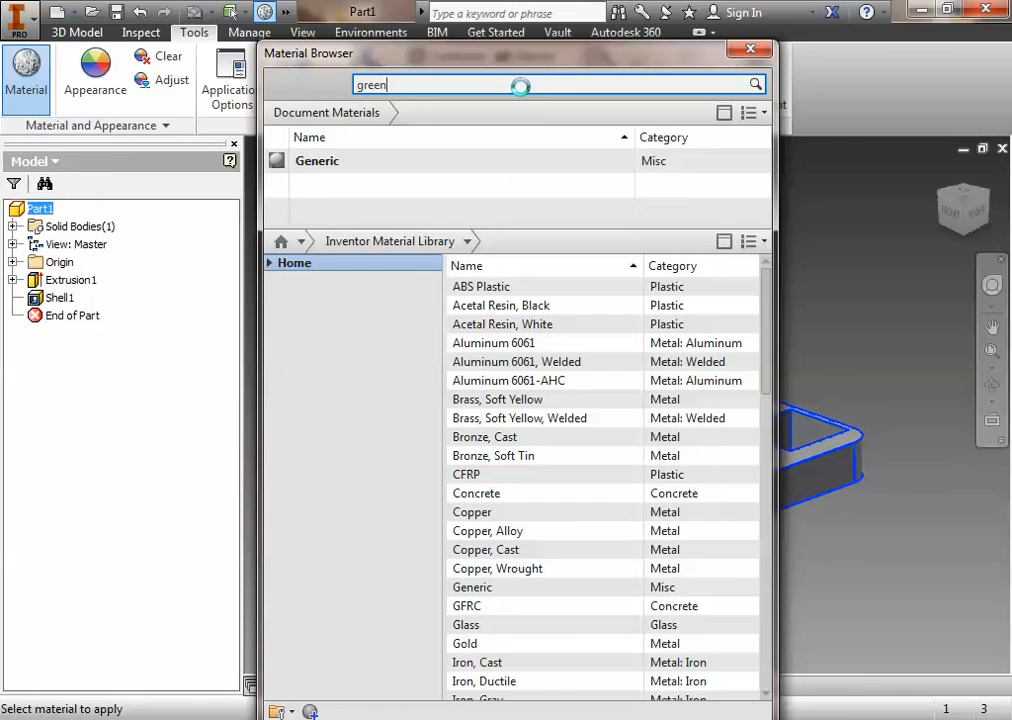 Part1
Type a keyword or phrase
Sign In
PRO
3D Model Inspect Tools Manage View Environments BIM Get Started Vault Autodesk 360
Material
Appearance
Clear
Adjust
Application
Options
Material and Appearance
Model
Part1
Solid Bodies(1)
View: Master
Origin
Extrusion1
Shell1
End of Part
Material Browser
green
Document Materials
Name Category
Generic Misc
Inventor Material Library
Home
Name Category
ABS Plastic Plastic
Acetal Resin, Black Plastic
Acetal Resin, White Plastic
Aluminum 6061 Metal: Aluminum
Aluminum 6061, Welded Metal: Welded
Aluminum 6061-AHC Metal: Aluminum
Brass, Soft Yellow Metal
Brass, Soft Yellow, Welded Metal: Welded
Bronze, Cast Metal
Bronze, Soft Tin Metal
CFRP Plastic
Concrete Concrete
Copper Metal
Copper, Alloy Metal
Copper, Cast Metal
Copper, Wrought Metal
Generic Misc
GFRC Concrete
Glass Glass
Gold Metal
Iron, Cast Metal: Iron
Iron, Ductile Metal: Iron
Iron, Gray Metal: Iron
Select material to apply
1 3